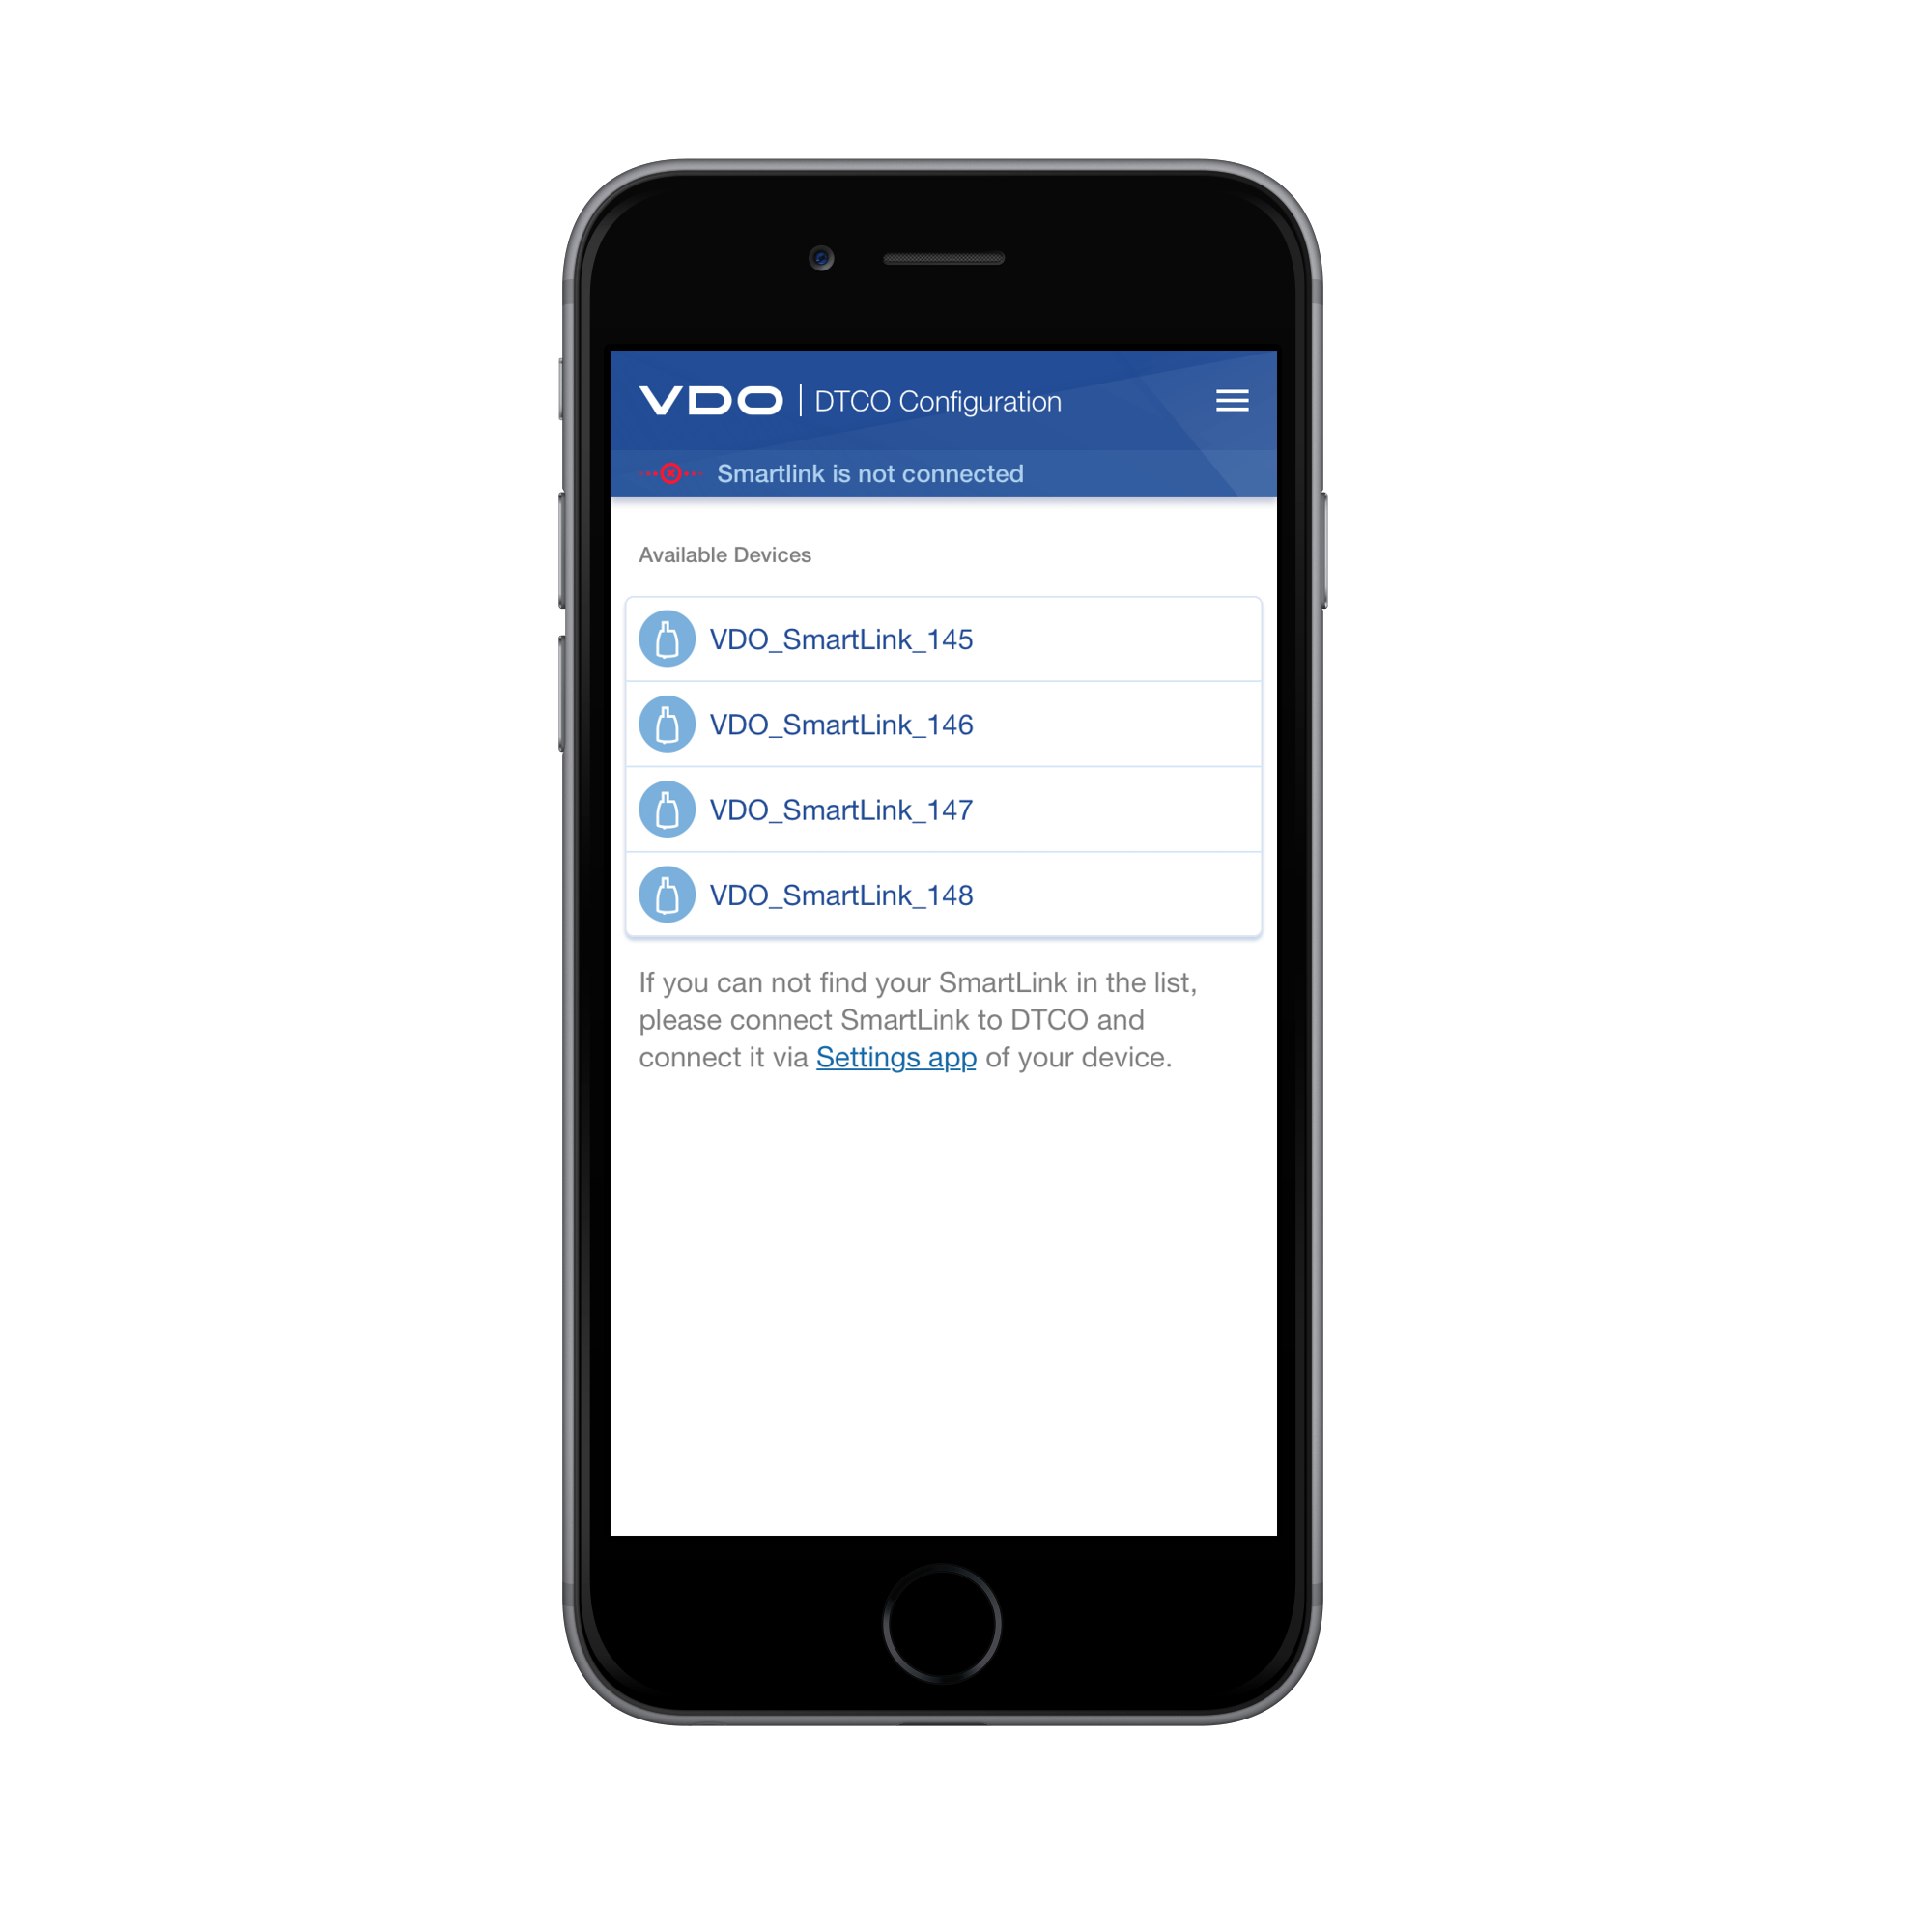 VDO | DTCO Configuration
Smartlink is not connected
Available Devices
VDO_SmartLink_145
VDO_SmartLink_146
VDO_SmartLink_147
VDO_SmartLink_148
If you can not find your SmartLink in the list,
please connect SmartLink to DTCO and
connect it via Settings app of your device.